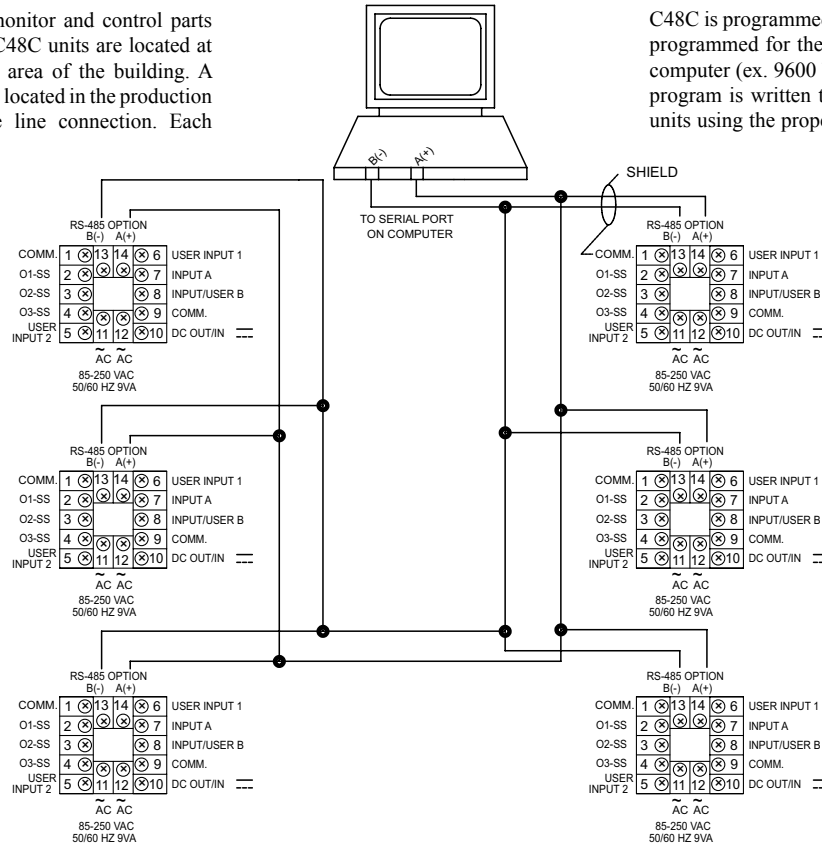 monitor and control parts
C48C units are located at
area of the building. A
located in the production
line connection. Each
C48C is programmed
programmed for the
computer (ex. 9600
program is written
units using the prope
B(-) A(+)
SHIELD
TO SERIAL PORT
ON COMPUTER
RS-485 OPTION
B(-) A(+)
COMM. 1 13 14 6 USER INPUT 1
O1-SS 2 7 INPUT A
O2-SS 3 8 INPUT/USER B
O3-SS 4 9 COMM.
USER
INPUT 2 5 11 12 10 DC OUT/IN
~ ~
AC AC
85-250 VAC
50/60 HZ 9VA
RS-485 OPTION
B(-) A(+)
COMM. 1 13 14 6 USER INPUT 1
O1-SS 2 7 INPUT A
O2-SS 3 8 INPUT/USER B
O3-SS 4 9 COMM.
USER
INPUT 2 5 11 12 10 DC OUT/IN
~ ~
AC AC
85-250 VAC
50/60 HZ 9VA
RS-485 OPTION
B(-) A(+)
COMM. 1 13 14 6 USER INPUT 1
O1-SS 2 7 INPUT A
O2-SS 3 8 INPUT/USER B
O3-SS 4 9 COMM.
USER
INPUT 2 5 11 12 10 DC OUT/IN
~ ~
AC AC
85-250 VAC
50/60 HZ 9VA
RS-485 OPTION
B(-) A(+)
COMM. 1 13 14 6 USER INPUT 1
O1-SS 2 7 INPUT A
O2-SS 3 8 INPUT/USER B
O3-SS 4 9 COMM.
USER
INPUT 2 5 11 12 10 DC OUT/IN
~ ~
AC AC
85-250 VAC
50/60 HZ 9VA
RS-485 OPTION
B(-) A(+)
COMM. 1 13 14 6 USER INPUT 1
O1-SS 2 7 INPUT A
O2-SS 3 8 INPUT/USER B
O3-SS 4 9 COMM.
USER
INPUT 2 5 11 12 10 DC OUT/IN
~ ~
AC AC
85-250 VAC
50/60 HZ 9VA
RS-485 OPTION
B(-) A(+)
COMM. 1 13 14 6 USER INPUT 1
O1-SS 2 7 INPUT A
O2-SS 3 8 INPUT/USER B
O3-SS 4 9 COMM.
USER
INPUT 2 5 11 12 10 DC OUT/IN
~ ~
AC AC
85-250 VAC
50/60 HZ 9VA